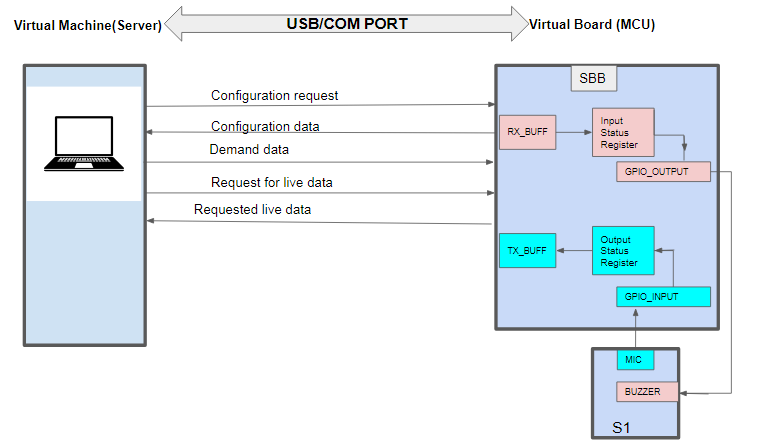 Virtual Machine(Server)
USB/COM PORT
Virtual Board (MCU)
SBB
Configuration request
Configuration data
Demand data
Request for live data
Requested live data
RX_BUFF
Input
Status
Register
GPIO_OUTPUT
TX_BUFF
Output
Status
Register
GPIO_INPUT
MIC
BUZZER
S1